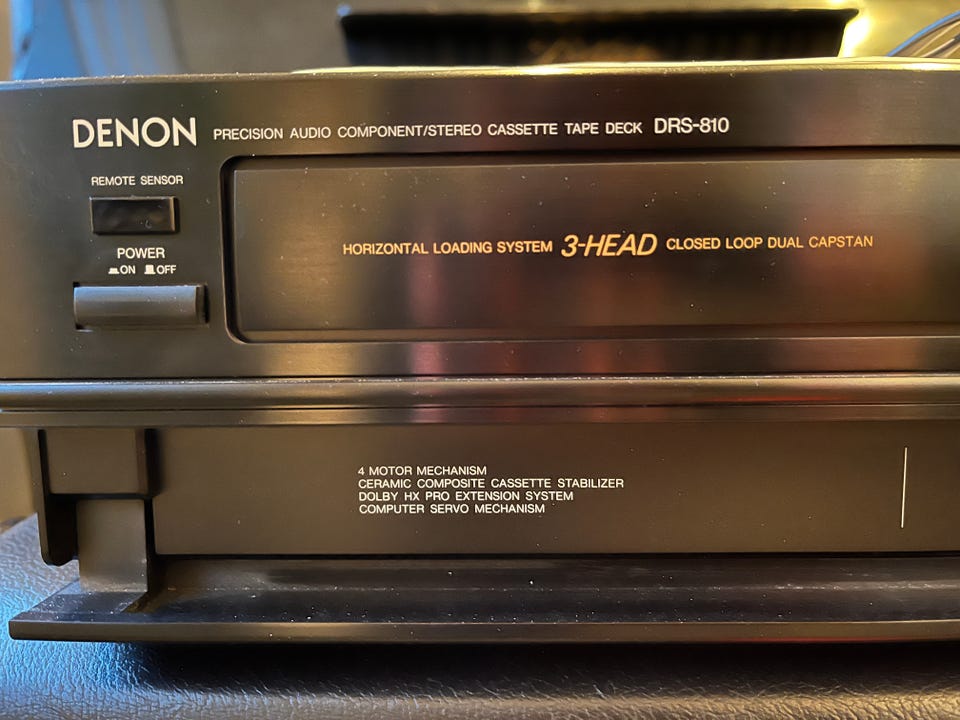 DENON PRECISION AUDIO COMPONENT/STEREO CASSETTE TAPE DECK DRS-810
REMOTE SENSOR
POWER
ON OFF
HORIZONTAL LOADING SYSTEM 3-HEAD CLOSED LOOP DUAL CAPSTAN
4 MOTOR MECHANISM
CERAMIC COMPOSITE CASSETTE STABILIZER
DOLBY HX PRO EXTENSION SYSTEM
COMPUTER SERVO MECHANISM